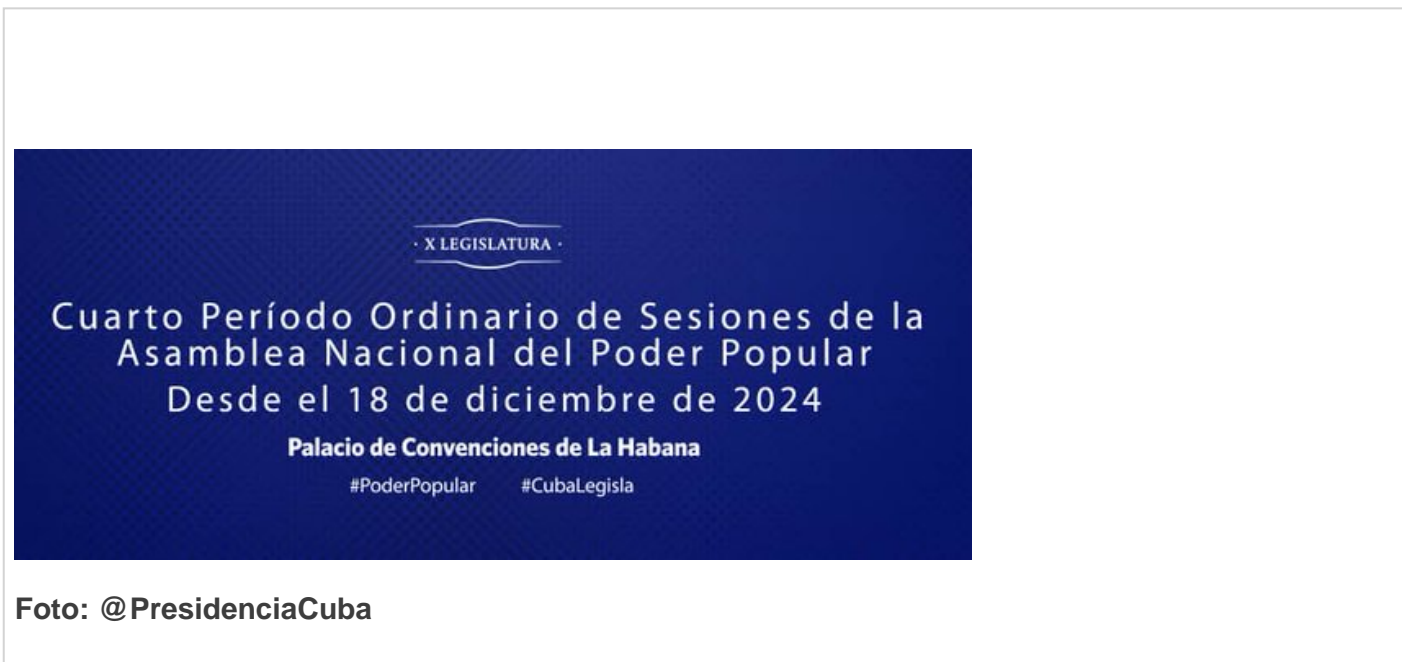 · X LEGISLATURA ·
Cuarto Período Ordinario de Sesiones de la
Asamblea Nacional del Poder Popular
Desde el 18 de diciembre de 2024
Palacio de Convenciones de La Habana
#PoderPopular #CubaLegisla
Foto: @PresidenciaCuba